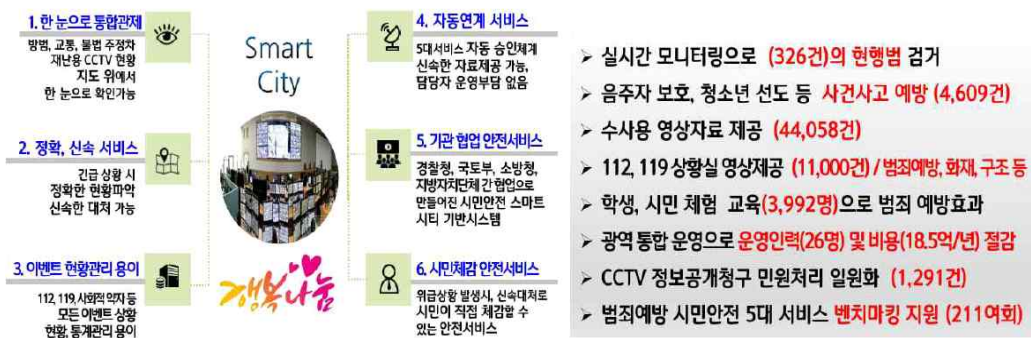 1. 한 눈으로 통합관제
방범, 교통, 불법 주정차
재난용 CCTV 현황
지도 위에서
한 눈으로 확인가능
2. 정확, 신속 서비스
긴급 상황 시
정확한 현황파악
신속한 대처 가능
3. 이벤트 현황관리 용이
112, 119, 사회적 약자 등
모든 이벤트 상황
현황, 통계관리 용이
Smart
City
행복나눔
4. 자동연계 서비스
5대서비스 자동 승인체계
신속한 자료제공 가능,
담당자 운영부담 없음
5. 기관 협업 안전서비스
경찰청, 국토부, 소방청,
지방자치단체 간 협업으로
만들어진 시민안전 스마트
시티 기반시스템
6. 시민체감 안전서비스
위급상황 발생시, 신속대처로
시민이 직접 체감할 수
있는 안전서비스
➤ 실시간 모니터링으로 (326건)의 현행범 검거
➤ 음주자 보호, 청소년 선도 등 사건사고 예방 (4,609건)
➤ 수사용 영상자료 제공 (44,058건)
➤ 112, 119 상황실 영상제공 (11,000건) / 범죄예방, 화재, 구조 등
➤ 학생, 시민 체험 교육(3,992명)으로 범죄 예방효과
➤ 광역 통합 운영으로 운영인력(26명) 및 비용(18.5억/년) 절감
➤ CCTV 정보공개청구 민원처리 일원화 (1,291건)
➤ 범죄예방 시민안전 5대 서비스 벤치마킹 지원 (211여회)